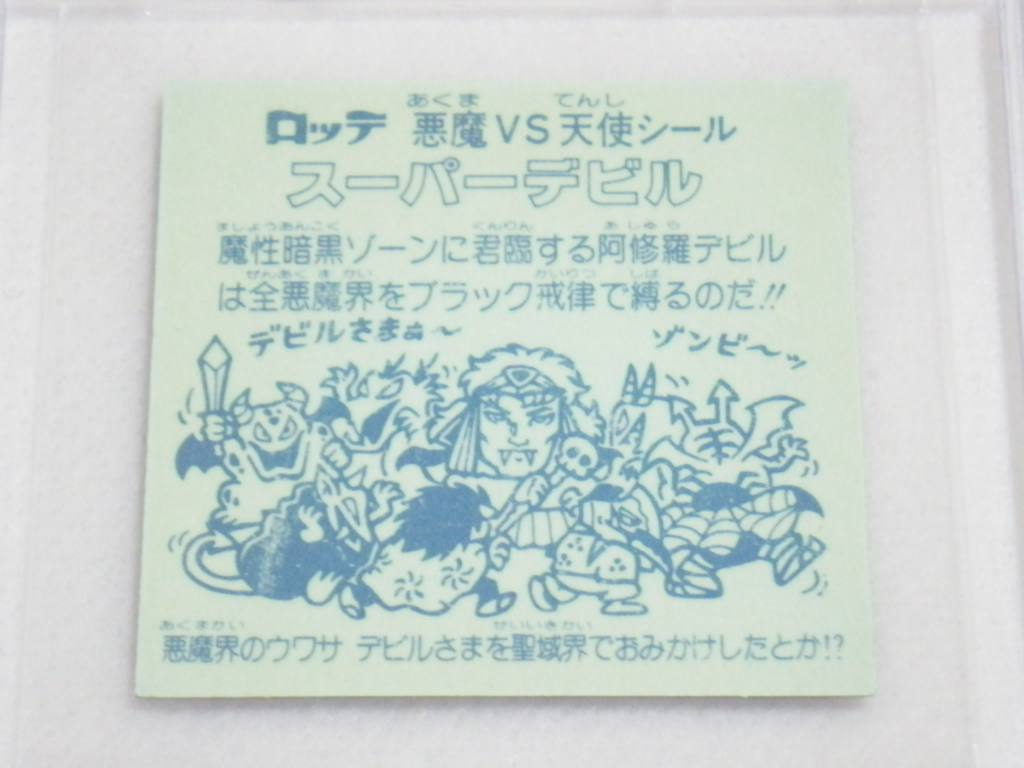 あくま てんし
ロッテ 悪魔VS天使シール
スーパーデビル
ましょうあんこく くんりん あしゅら
魔性暗黒ゾーンに君臨する阿修羅デビル
ぜんあくまかい かいりつ しば
は全悪魔界をブラック戒律で縛るのだ!!
デビルさまぁ〜 ゾンビ〜ッ
あくまかい せいいきかい
悪魔界のウワサ デビルさまを聖域界でおみかけしたとか!?